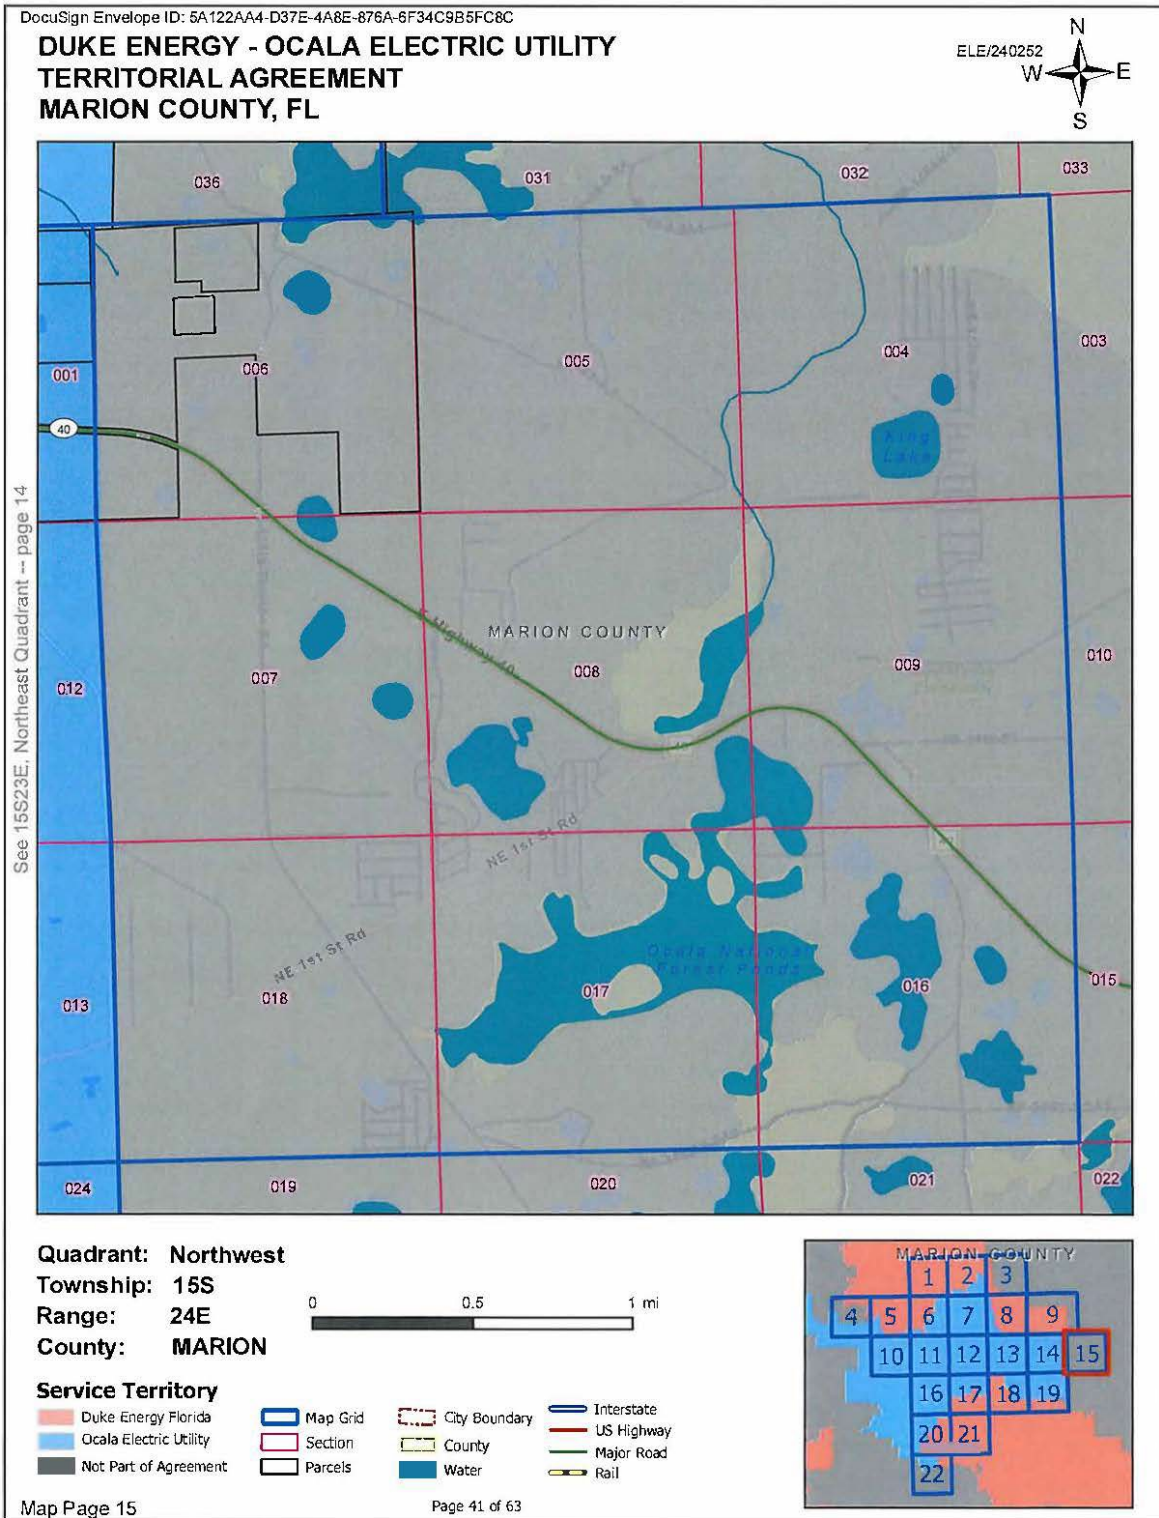 DocuSign Envelope ID: 5A122AA4-D37E-4A8E-876A-6F34C9B5FC8C
DUKE ENERGY - OCALA ELECTRIC UTILITY
TERRITORIAL AGREEMENT
MARION COUNTY, FL
ELE/240252
N
W
E
S
036
031
032
033
001
006
005
004
003
40
King
Lake
See 15S23E, Northeast Quadrant -- page 14
E Highway 40
MARION COUNTY
012
007
008
009
010
40
40
NE 1st St Rd
NE 1st St Rd
Ocala National
Forest Ponds
013
018
017
016
015
024
019
020
021
022
Quadrant: Northwest
Township: 15S
Range: 24E
County: MARION
0 0.5 1 mi
Service Territory
Duke Energy Florida
Ocala Electric Utility
Not Part of Agreement
Map Grid
Section
Parcels
City Boundary
County
Water
Interstate
US Highway
Major Road
Rail
MARION COUNTY
1 2 3
4 5 6 7 8 9
10 11 12 13 14 15
16 17 18 19
20 21
22
Map Page 15
Page 41 of 63